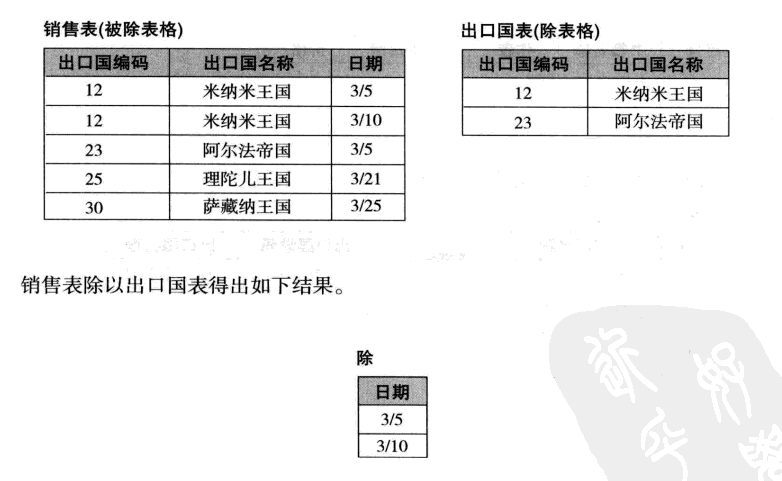 销售表(被除表格)
出口国编码 出口国名称 日期
12 米纳米王国 3/5
12 米纳米王国 3/10
23 阿尔法帝国 3/5
25 理陀儿王国 3/21
30 萨藏纳王国 3/25
出口国表(除表格)
出口国编码 出口国名称
12 米纳米王国
23 阿尔法帝国
销售表除以出口国表得出如下结果。
除
日期
3/5
3/10